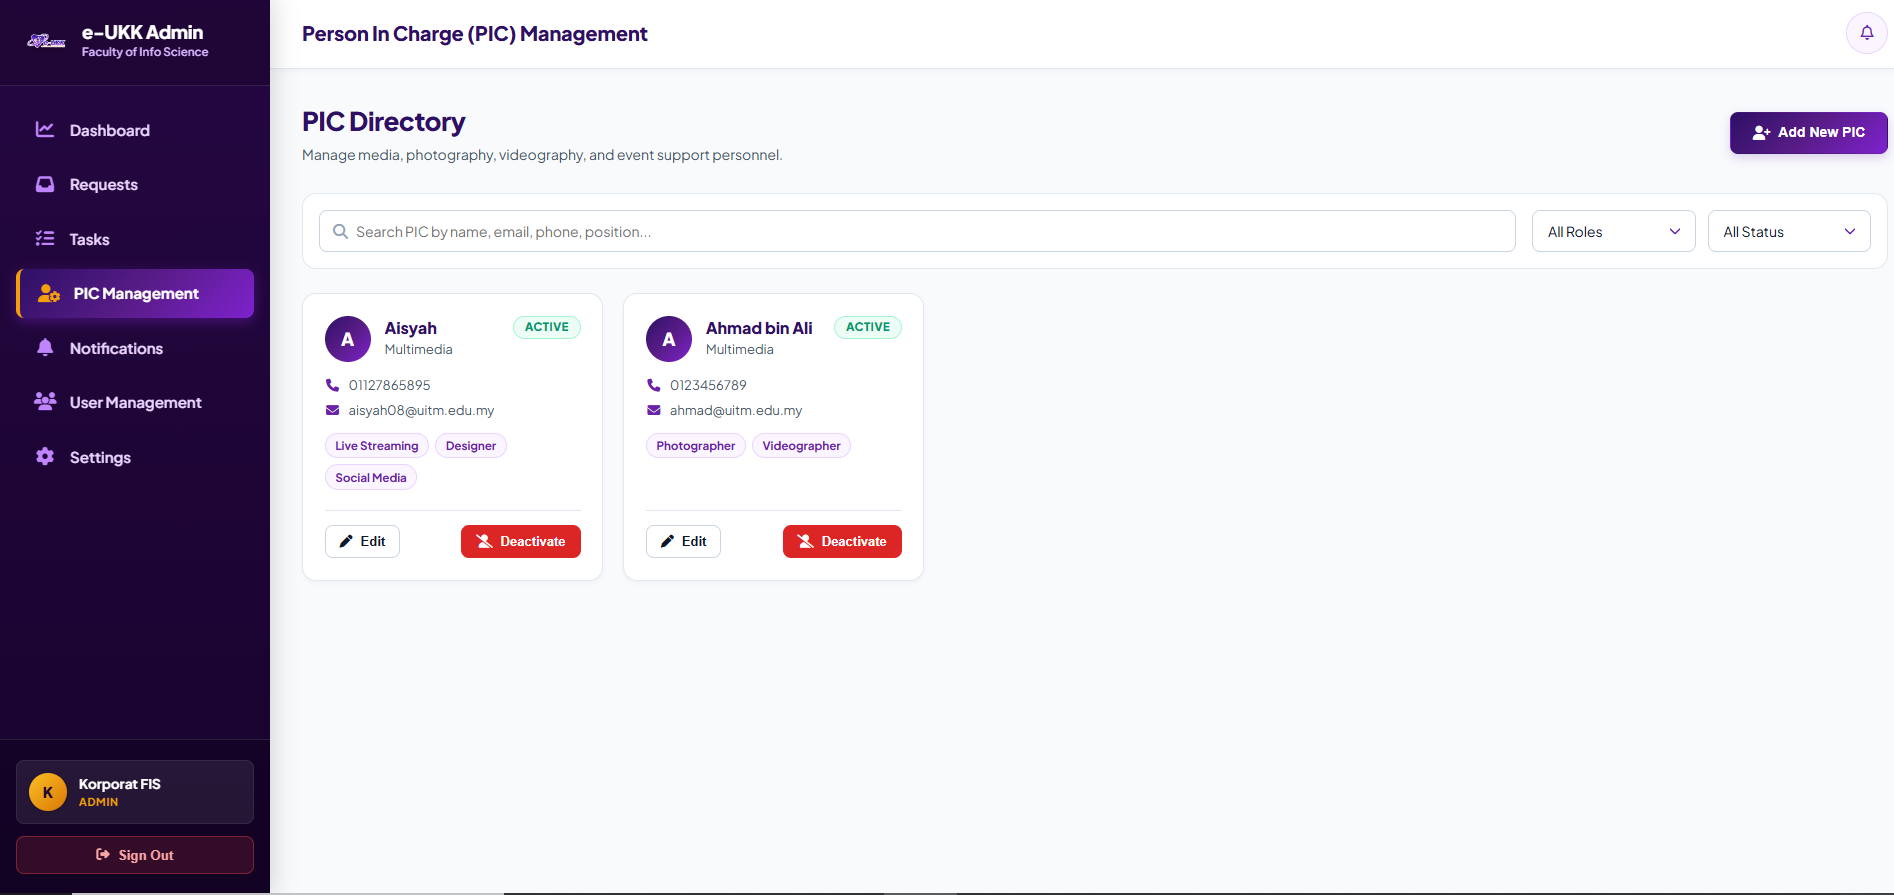 e-UKK Admin
Faculty of Info Science
Dashboard
Requests
Tasks
PIC Management
Notifications
User Management
Settings
K
Korporat FIS
ADMIN
Sign Out
Person In Charge (PIC) Management
PIC Directory
Manage media, photography, videography, and event support personnel.
Add New PIC
Search PIC by name, email, phone, position...
All Roles
All Status
A
Aisyah
ACTIVE
Multimedia
01127865895
aisyah08@uitm.edu.my
Live Streaming
Designer
Social Media
Edit
Deactivate
A
Ahmad bin Ali
ACTIVE
Multimedia
0123456789
ahmad@uitm.edu.my
Photographer
Videographer
Edit
Deactivate